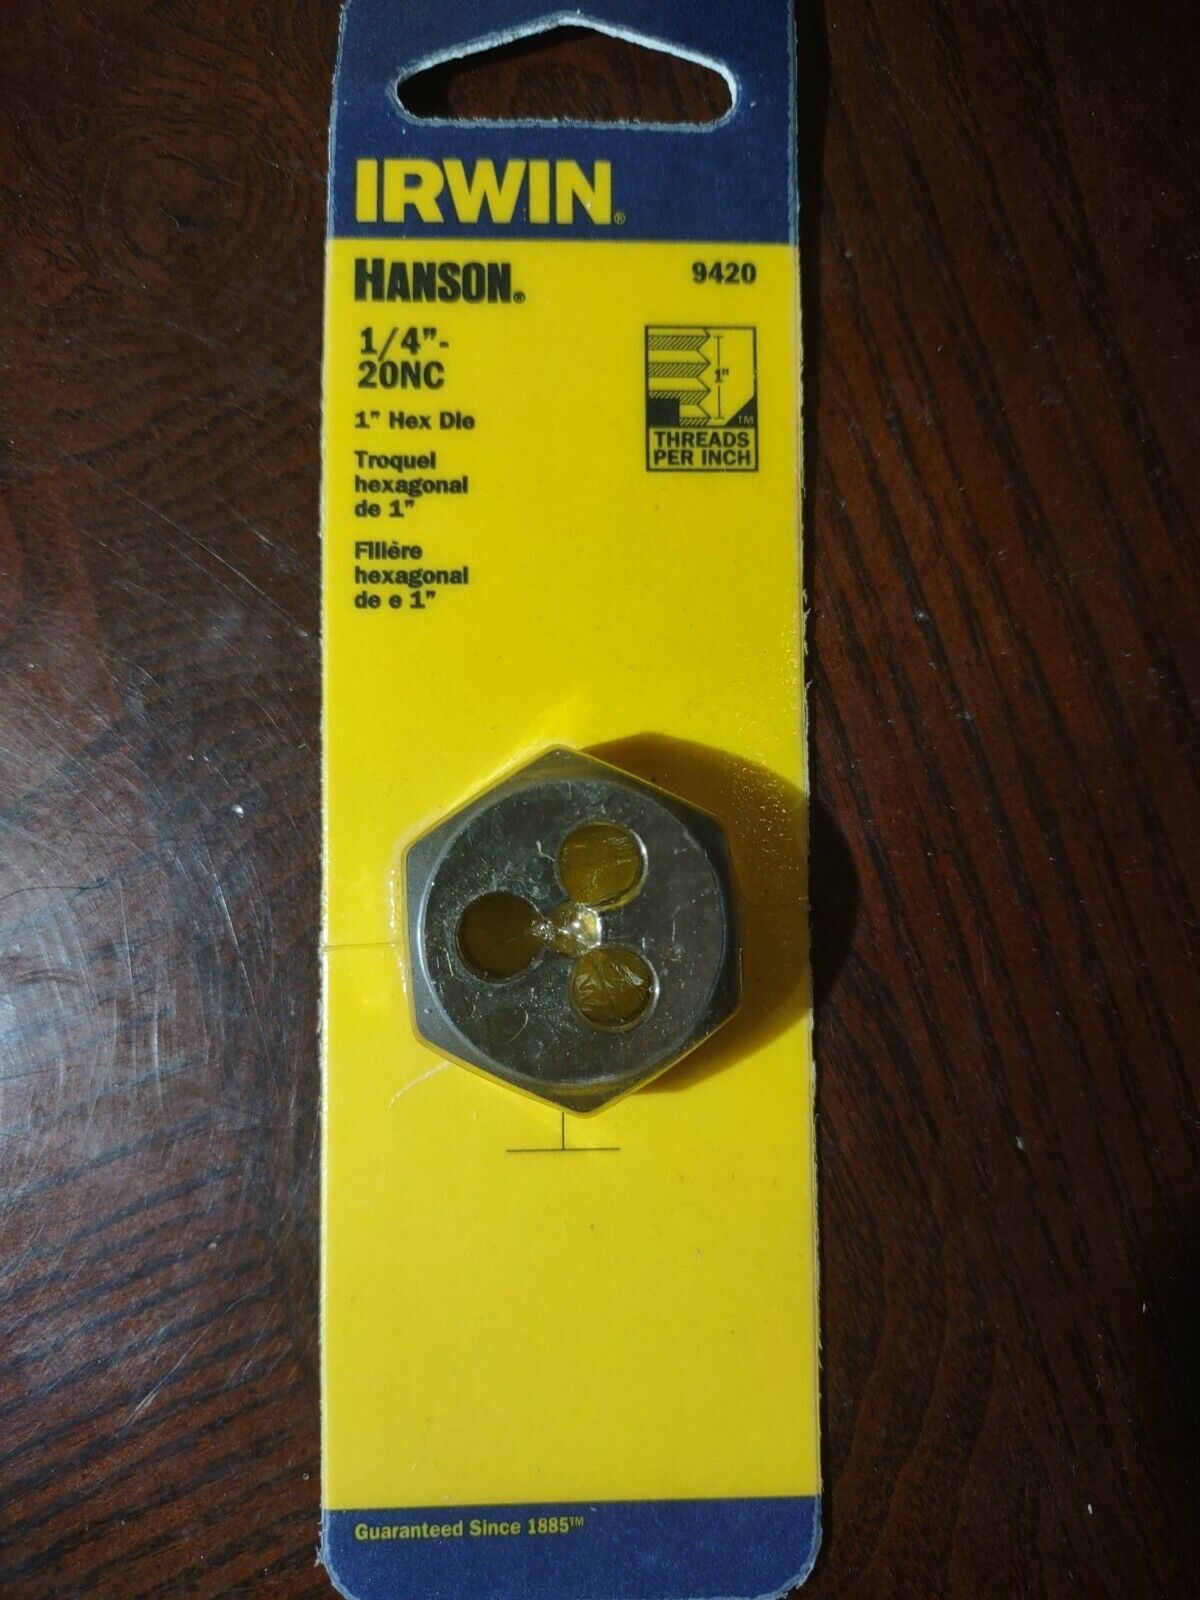 IRWIN®
HANSON®
9420
1/4"-
20NC
1" Hex Die
Troquel
hexagonal
de 1"
Filière
hexagonal
de e 1"
1"
TM
THREADS
PER INCH
Guaranteed Since 1885™